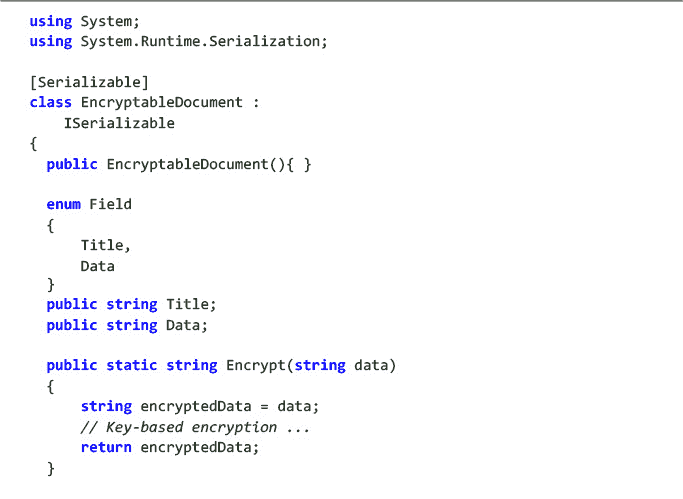 using System;
using System.Runtime.Serialization;
[Serializable]
class EncryptableDocument :
    ISerializable
{
  public EncryptableDocument(){ }
  enum Field
  {
      Title,
      Data
  }
  public string Title;
  public string Data;
  public static string Encrypt(string data)
  {
      string encryptedData = data;
      // Key-based encryption ...
      return encryptedData;
  }